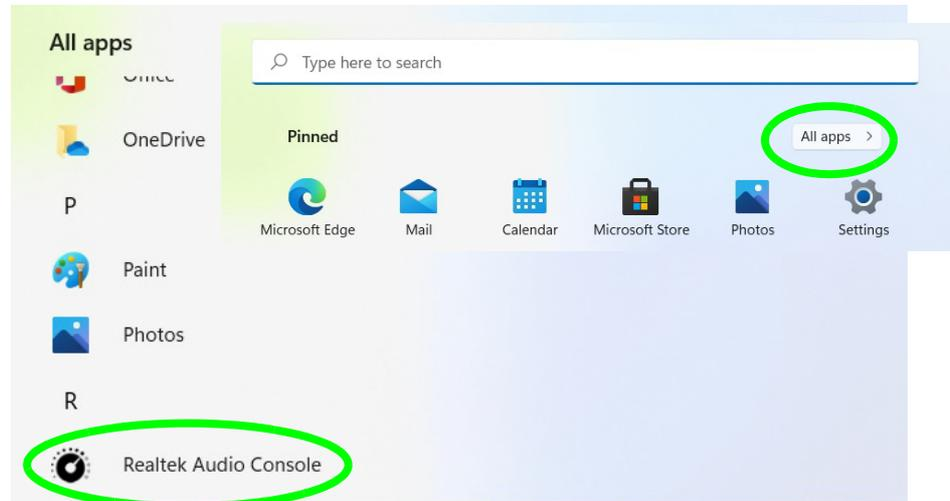 All apps
Office
OneDrive
P
Paint
Photos
R
Realtek Audio Console
Type here to search
Pinned
All apps
Microsoft Edge
Mail
Calendar
Microsoft Store
Photos
Settings